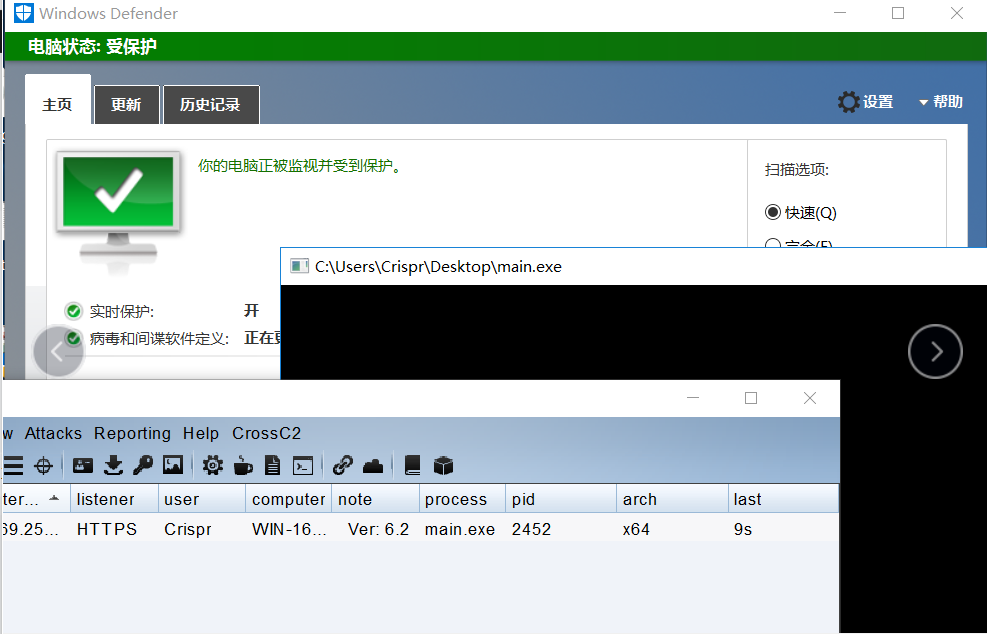 Windows Defender
电脑状态: 受保护
主页 更新 历史记录 设置 帮助
你的电脑正被监视并受到保护。
扫描选项:
快速(Q)
完全(F)
C:\Users\Crispr\Desktop\main.exe
实时保护: 开
病毒和间谍软件定义: 正在
w Attacks Reporting Help CrossC2
ter... listener user computer note process pid arch last
69.25... HTTPS Crispr WIN-16... Ver: 6.2 main.exe 2452 x64 9s